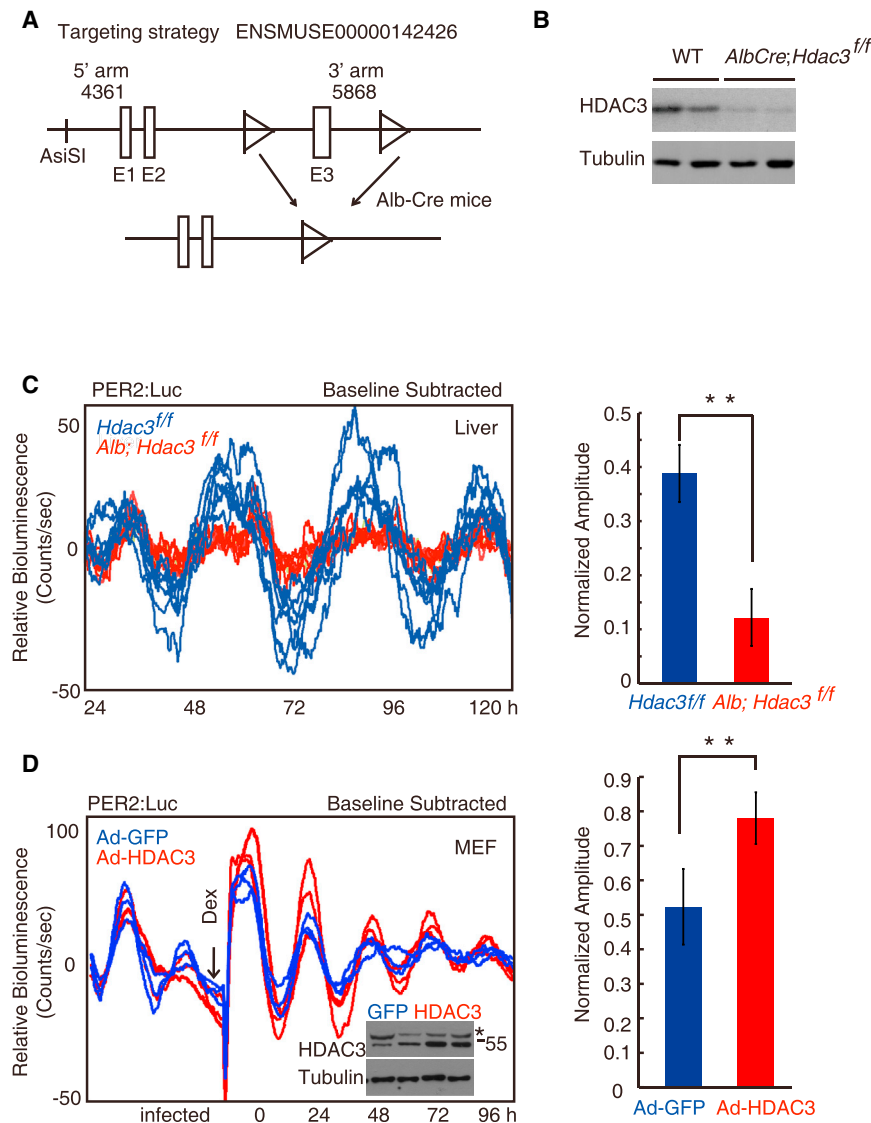 A
Targeting strategy ENSMUSE00000142426
5' arm
4361
3' arm
5868
AsiSI
E1 E2
E3
Alb-Cre mice
B
WT AlbCre;Hdac3 f/f
HDAC3
Tubulin
C
PER2:Luc Baseline Subtracted
Hdac3 f/f
Alb; Hdac3 f/f
Liver
Relative Bioluminescence
(Counts/sec)
50
0
-50
24 48 72 96 120 h
Normalized Amplitude
0.5
0.4
0.3
0.2
0.1
0
* *
Hdac3f/f Alb; Hdac3 f/f
D
PER2:Luc Baseline Subtracted
Ad-GFP
Ad-HDAC3
MEF
Dex
Relative Bioluminescence
(Counts/sec)
100
0
-50
GFP HDAC3
*
HDAC3
55
Tubulin
infected 0 24 48 72 96 h
Normalized Amplitude
0.9
0.8
0.7
0.6
0.5
0.4
0.3
0.2
0.1
0
* *
Ad-GFP Ad-HDAC3